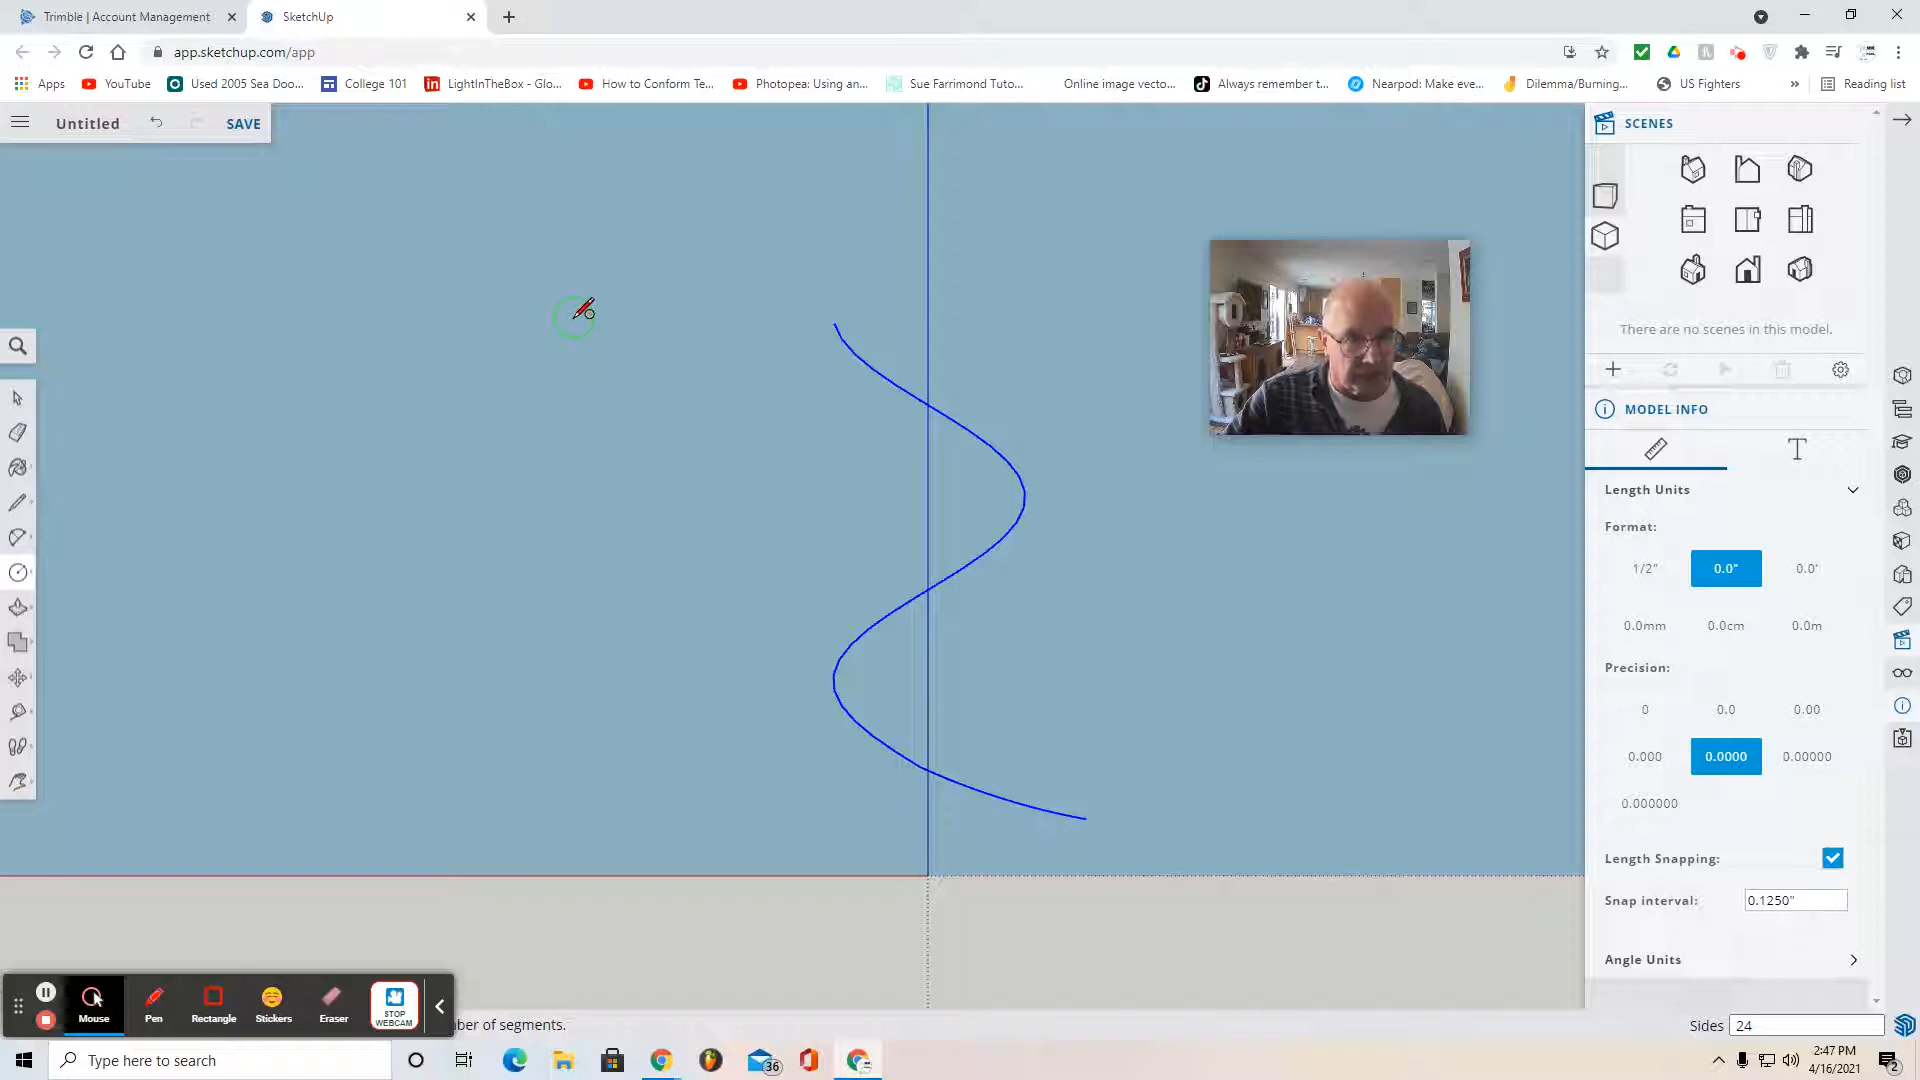 Trimble | Account Management
SketchUp
app.sketchup.com/app
Apps
YouTube
Used 2005 Sea Doo...
College 101
LightInTheBox - Glo...
How to Conform Te...
Photopea: Using an...
Sue Farrimond Tuto...
Online image vecto...
Always remember t...
Nearpod: Make eve...
Dilemma/Burning...
US Fighters
»
Reading list
Untitled
SAVE
SCENES
There are no scenes in this model.
MODEL INFO
Length Units
Format:
1/2" 0.0" 0.0'
0.0mm 0.0cm 0.0m
Precision:
0 0.0 0.00
0.000 0.0000 0.00000
0.000000
Length Snapping:
Snap interval: 0.1250"
Angle Units
Mouse
Pen
Rectangle
Stickers
Eraser
STOP
WEBCAM
ber of segments.
Sides 24
Type here to search
36
2:47 PM
4/16/2021
2